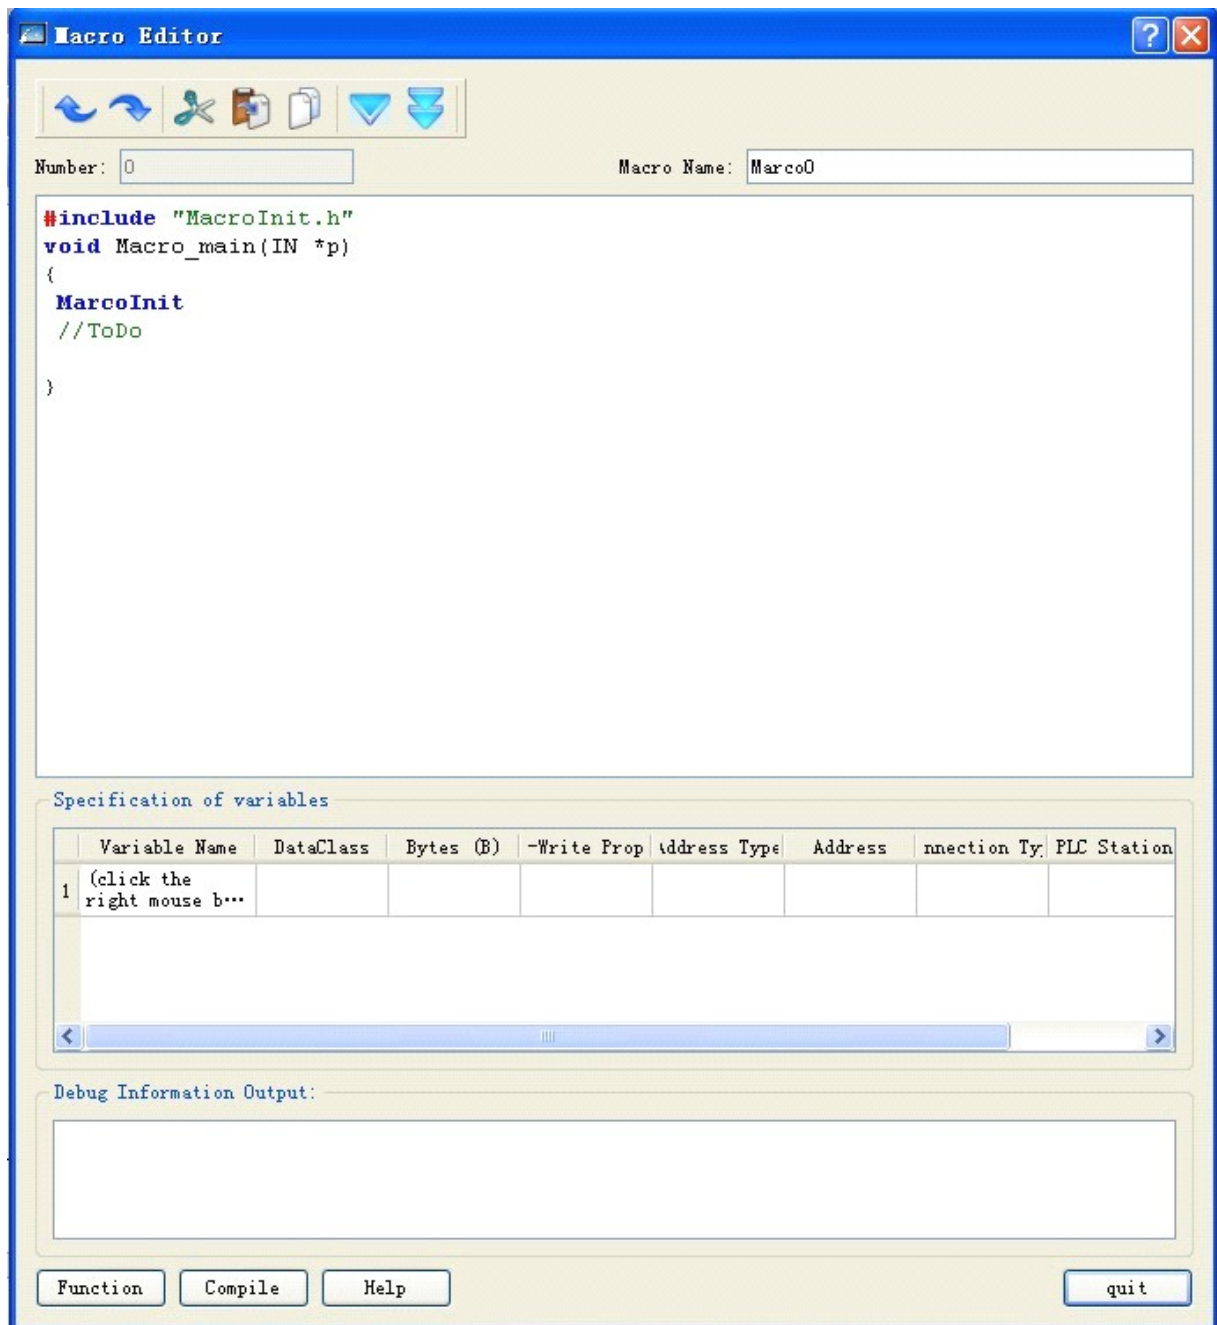 Macro Editor
Number: 0
Macro Name: Marco0
#include "MacroInit.h"
void Macro_main(IN *p)
{
MarcoInit
//ToDo
}
Specification of variables
Variable Name DataClass Bytes (B) -Write Prop Address Type Address nnection Ty PLC Station
1 (click the
right mouse b...
Debug Information Output:
Function Compile Help quit